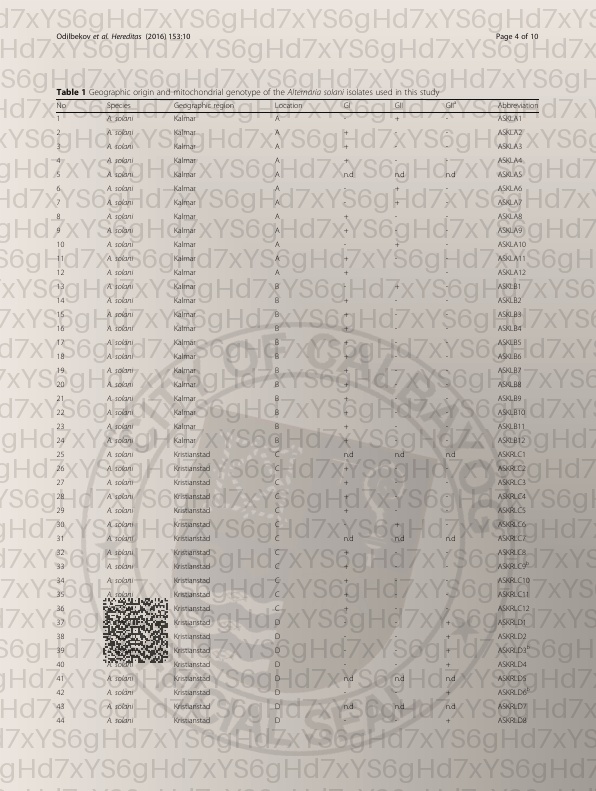 Odilbekov et al. Hereditas (2016) 153:10 Page 4 of 10
Table 1 Geographic origin and mitochondrial genotype of the Alternaria solani isolates used in this study
No Species Geographic region Location GI GII GIIa Abbreviation
1 A. solani Kalmar A - + - ASKLA1
2 A. solani Kalmar A + - - ASKLA2
3 A. solani Kalmar A + - - ASKLA3
4 A. solani Kalmar A + - - ASKLA4
5 A. solani Kalmar A n.d n.d n.d ASKLA5
6 A. solani Kalmar A - + - ASKLA6
7 A. solani Kalmar A - + - ASKLA7
8 A. solani Kalmar A + - - ASKLA8
9 A. solani Kalmar A + - - ASKLA9
10 A. solani Kalmar A - + - ASKLA10
11 A. solani Kalmar A + - - ASKLA11
12 A. solani Kalmar A + - - ASKLA12
13 A. solani Kalmar B - + - ASKLB1
14 A. solani Kalmar B + - - ASKLB2
15 A. solani Kalmar B + - - ASKLB3
16 A. solani Kalmar B + - - ASKLB4
17 A. solani Kalmar B + - - ASKLB5
18 A. solani Kalmar B + - - ASKLB6
19 A. solani Kalmar B + - - ASKLB7
20 A. solani Kalmar B + - - ASKLB8
21 A. solani Kalmar B + - - ASKLB9
22 A. solani Kalmar B + - - ASKLB10
23 A. solani Kalmar B + - - ASKLB11
24 A. solani Kalmar B + - - ASKLB12
25 A. solani Kristianstad C n.d n.d n.d ASKRLC1
26 A. solani Kristianstad C + - - ASKRLC2
27 A. solani Kristianstad C + - - ASKRLC3
28 A. solani Kristianstad C + - - ASKRLC4
29 A. solani Kristianstad C + - - ASKRLC5
30 A. solani Kristianstad C - + - ASKRLC6
31 A. solani Kristianstad C n.d n.d n.d ASKRLC7
32 A. solani Kristianstad C + - - ASKRLC8
33 A. solani Kristianstad C + - - ASKRLC9b
34 A. solani Kristianstad C + - - ASKRLC10
35 A. solani Kristianstad C + - - ASKRLC11
36 Kristianstad C + - - ASKRLC12
37 Kristianstad D - - + ASKRLD1
38 Kristianstad D - - + ASKRLD2
39 Kristianstad D - - + ASKRLD3b
40 A. solani Kristianstad D - - + ASKRLD4
41 A. solani Kristianstad D n.d n.d n.d ASKRLD5
42 A. solani Kristianstad D - - + ASKRLD6b
43 A. solani Kristianstad D n.d n.d n.d ASKRLD7
44 A. solani Kristianstad D - - + ASKRLD8